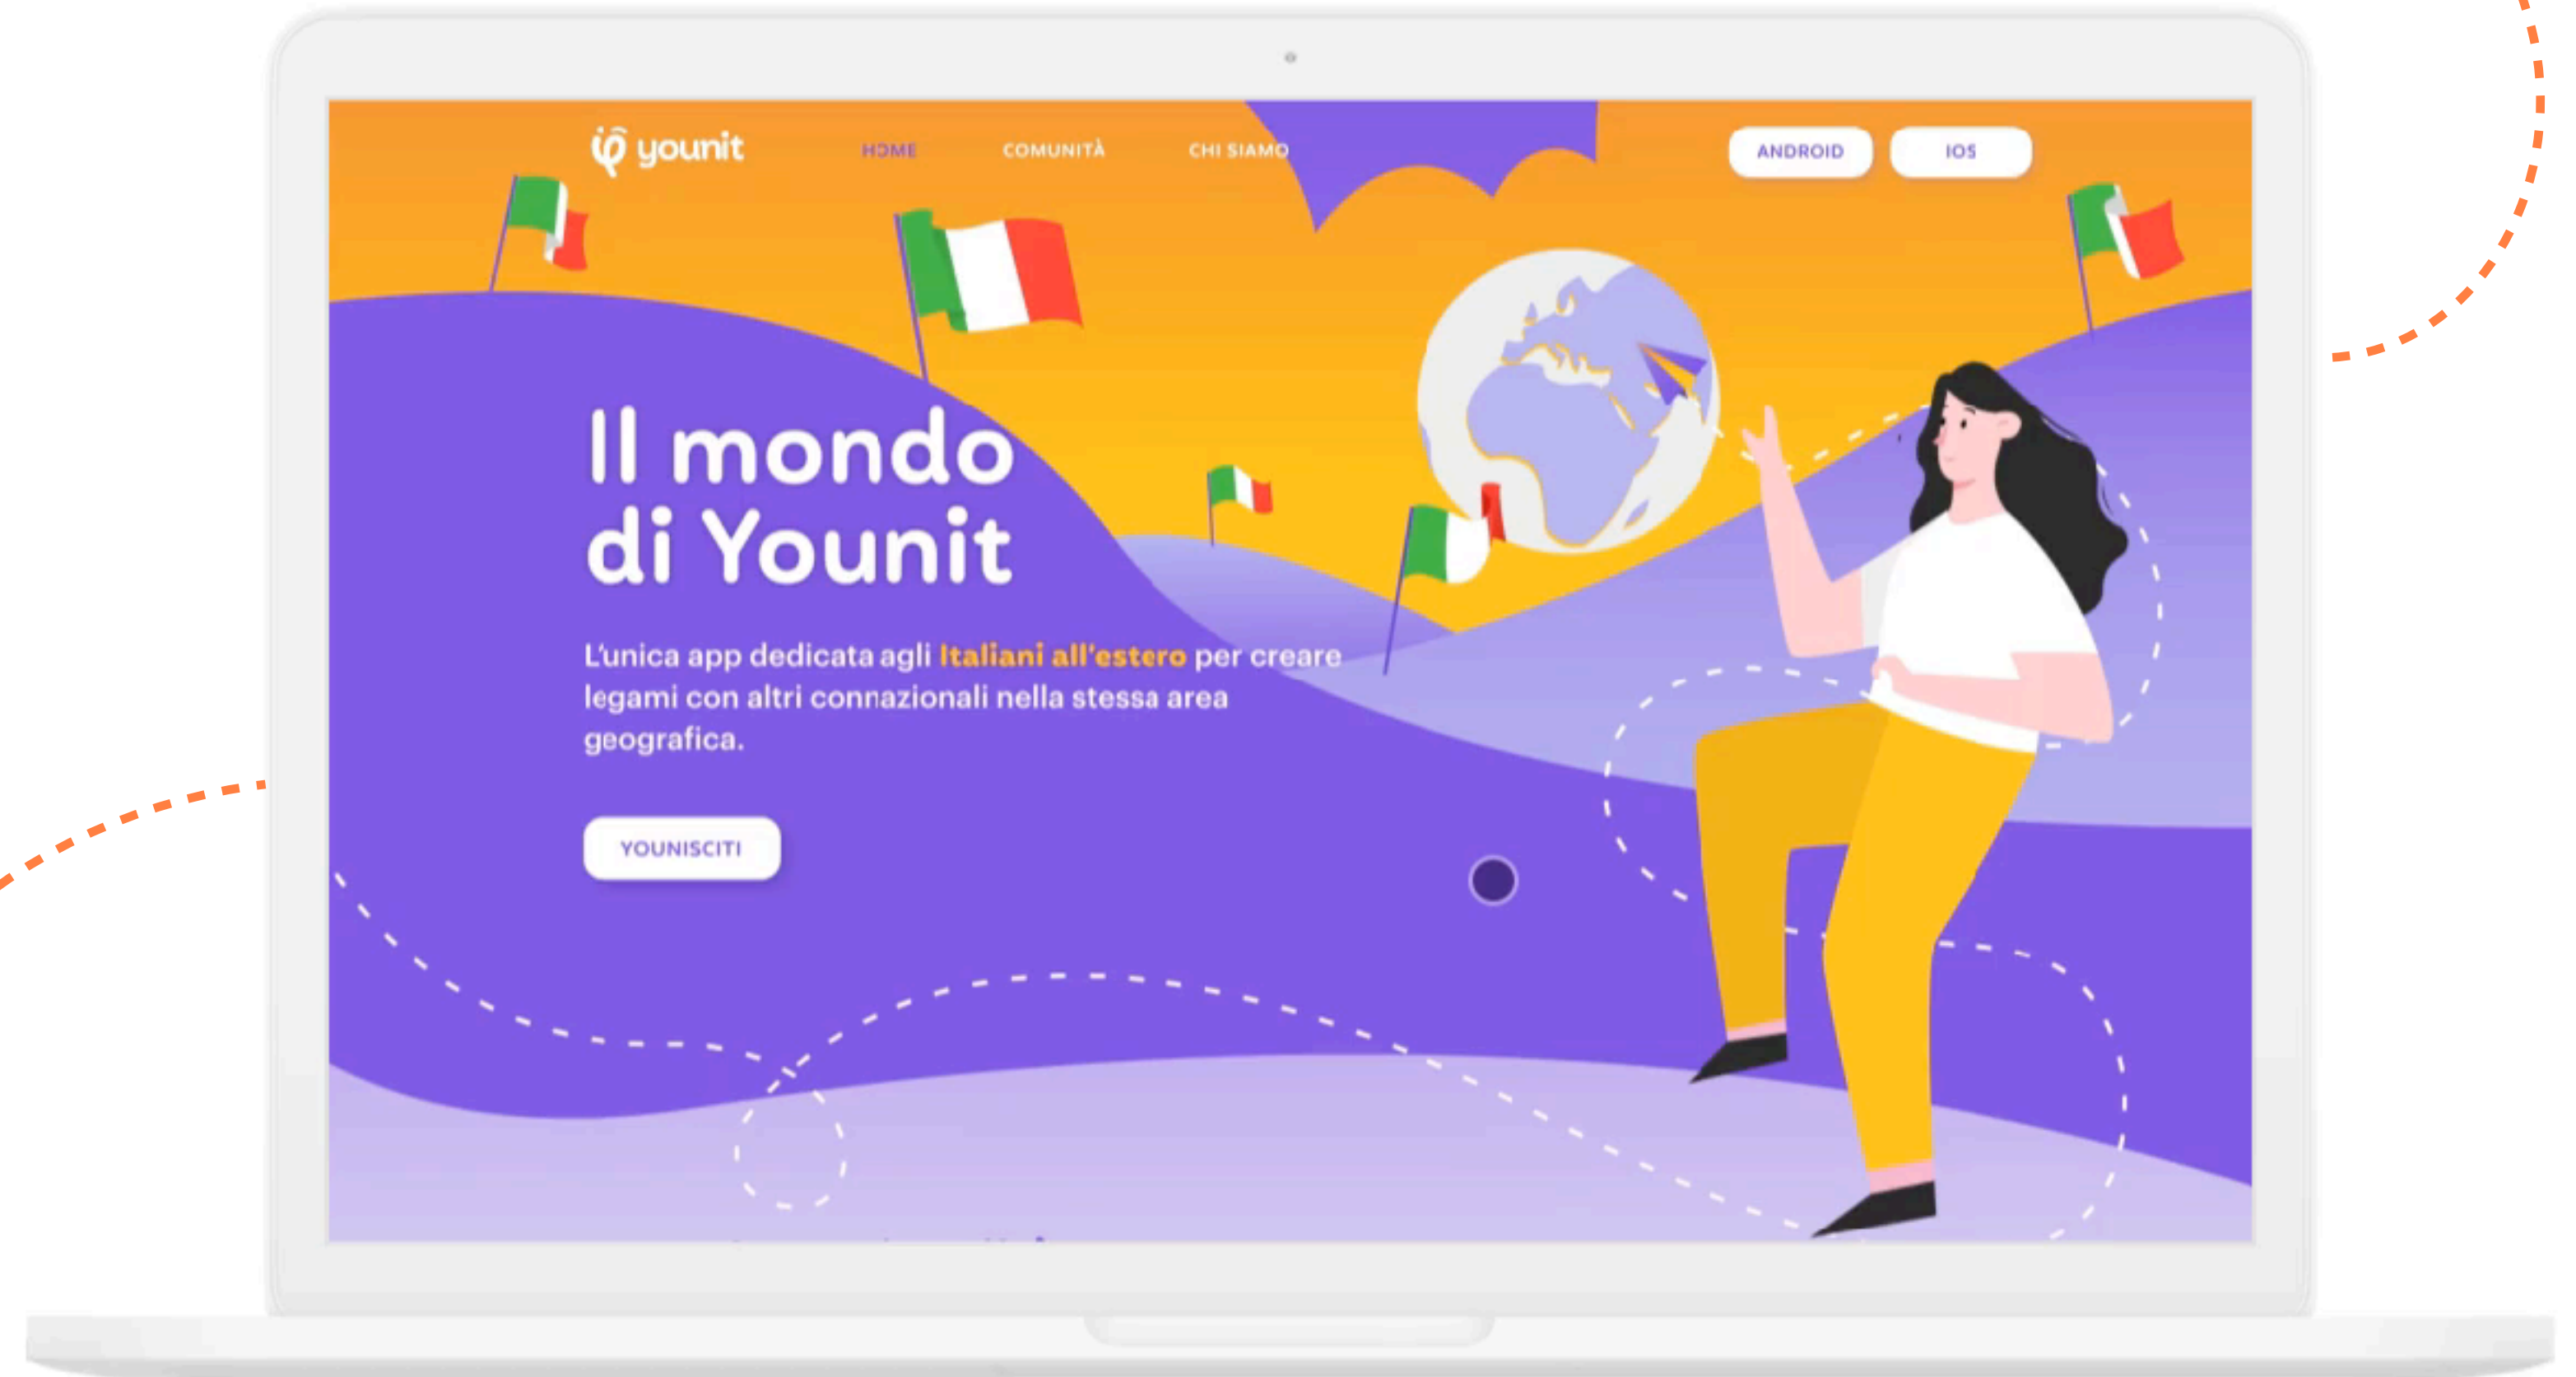 younit
HOME
COMUNITÀ
CHI SIAMO
ANDROID
IOS
Il mondo
di Younit
L'unica app dedicata agli Italiani all'estero per creare
legami con altri connazionali nella stessa area
geografica.
YOUNISCITI